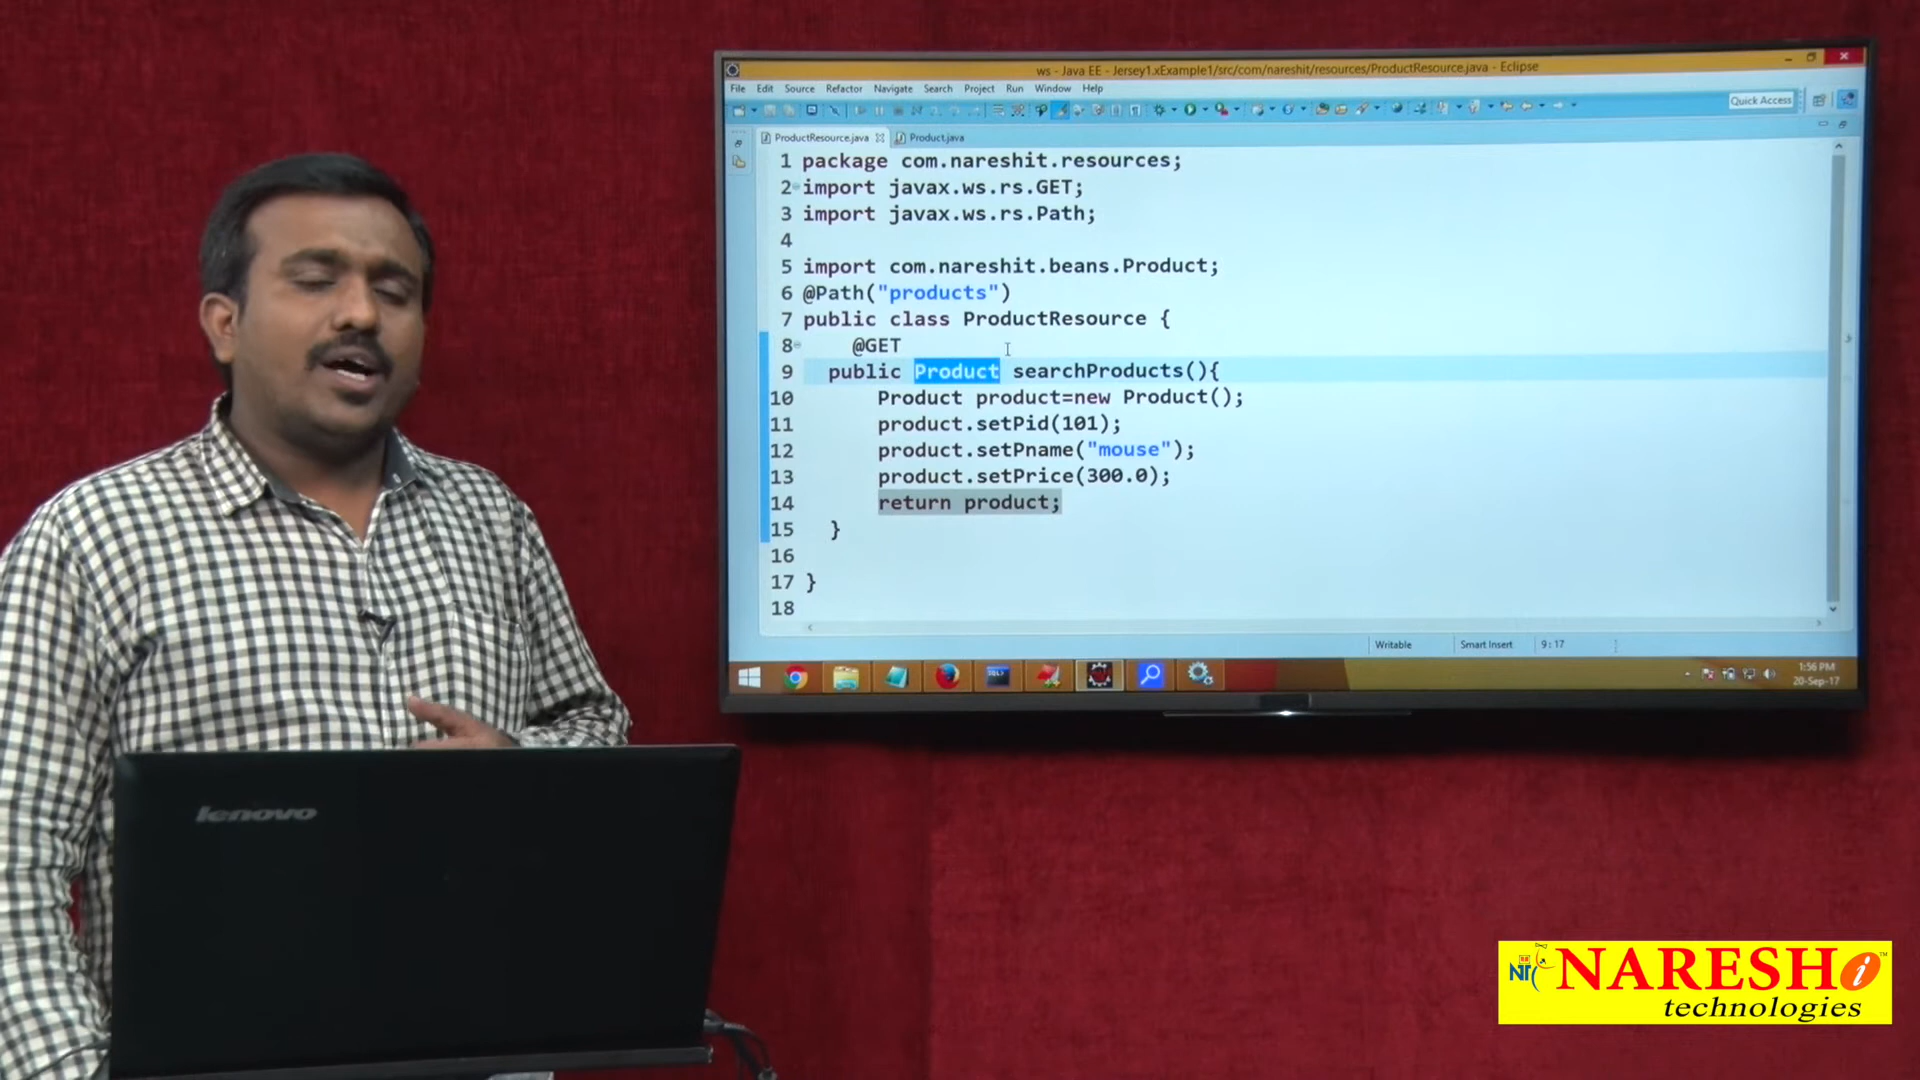 ws - Java EE - Jersey1.xExample1/src/com/nareshit/resources/ProductResource.java - Eclipse
File Edit Source Refactor Navigate Search Project Run Window Help
Quick Access
ProductResource.java Product.java
1 package com.nareshit.resources;
2 import javax.ws.rs.GET;
3 import javax.ws.rs.Path;
4
5 import com.nareshit.beans.Product;
6 @Path("products")
7 public class ProductResource {
8 @GET
9 public Product searchProducts(){
10 Product product=new Product();
11 product.setPid(101);
12 product.setPname("mouse");
13 product.setPrice(300.0);
14 return product;
15 }
16
17 }
18
Writable Smart Insert 9:17
1:56 PM
20-Sep-17
lenovo
NARESH i
technologies